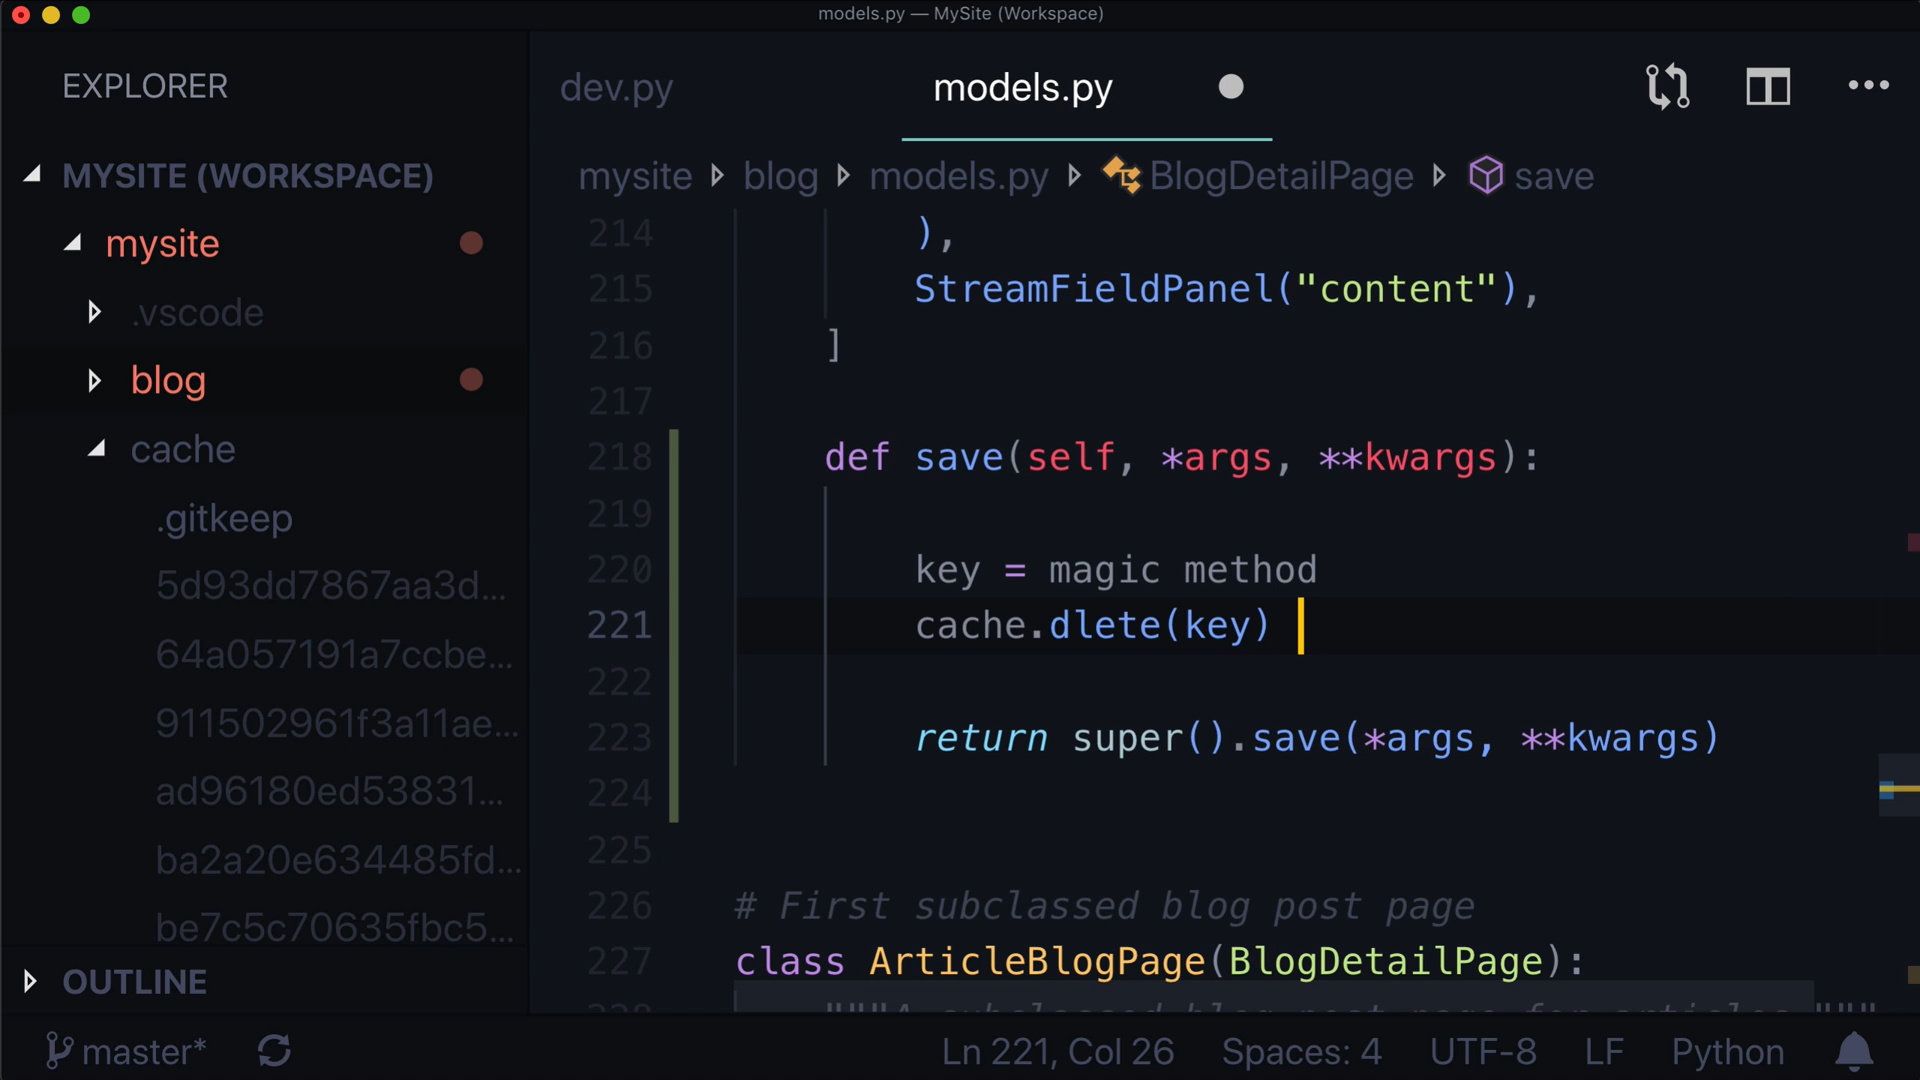 models.py — MySite (Workspace)
EXPLORER
MYSITE (WORKSPACE)
mysite
.vscode
blog
cache
.gitkeep
5d93dd7867aa3d...
64a057191a7ccbe...
911502961f3a11ae...
ad96180ed53831...
ba2a20e634485fd...
be7c5c70635fbc5...
OUTLINE
dev.py
models.py
mysite blog models.py BlogDetailPage save
214 ),
215 StreamFieldPanel("content"),
216 ]
217
218 def save(self, *args, **kwargs):
219
220 key = magic method
221 cache.dlete(key)
222
223 return super().save(*args, **kwargs)
224
225
226 # First subclassed blog post page
227 class ArticleBlogPage(BlogDetailPage):
master* Ln 221, Col 26 Spaces: 4 UTF-8 LF Python